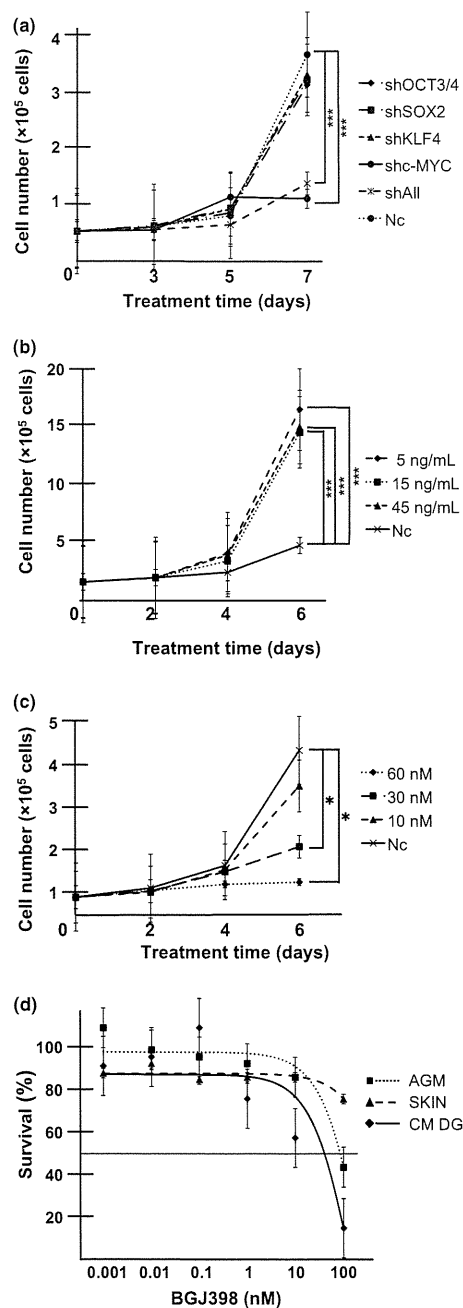 (a)
Cell number (×10⁵ cells)
4
3
2
1
0
3
5
7
Treatment time (days)
shOCT3/4
shSOX2
shKLF4
shc-MYC
shAll
Nc
***
***
(b)
Cell number (×10⁵ cells)
20
15
10
5
0
2
4
6
Treatment time (days)
5 ng/mL
15 ng/mL
45 ng/mL
Nc
***
***
***
(c)
Cell number (×10⁵ cells)
5
4
3
2
1
0
2
4
6
Treatment time (days)
60 nM
30 nM
10 nM
Nc
*
*
(d)
Survival (%)
100
80
60
40
20
0.001 0.01 0.1 1 10 100
BGJ398 (nM)
AGM
SKIN
CM DG